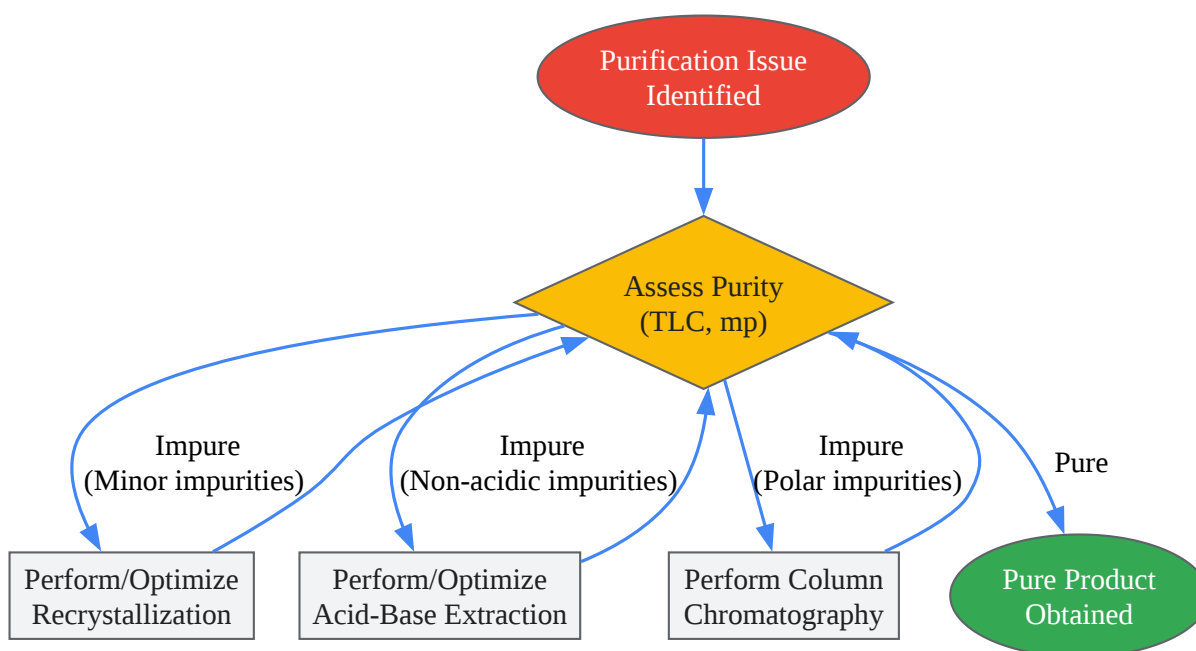 Purification Issue
Identified
Assess Purity
(TLC, mp)
Impure
(Minor impurities)
Impure
(Non-acidic impurities)
Impure
(Polar impurities)
Pure
Perform/Optimize
Recrystallization
Perform/Optimize
Acid-Base Extraction
Perform Column
Chromatography
Pure Product
Obtained